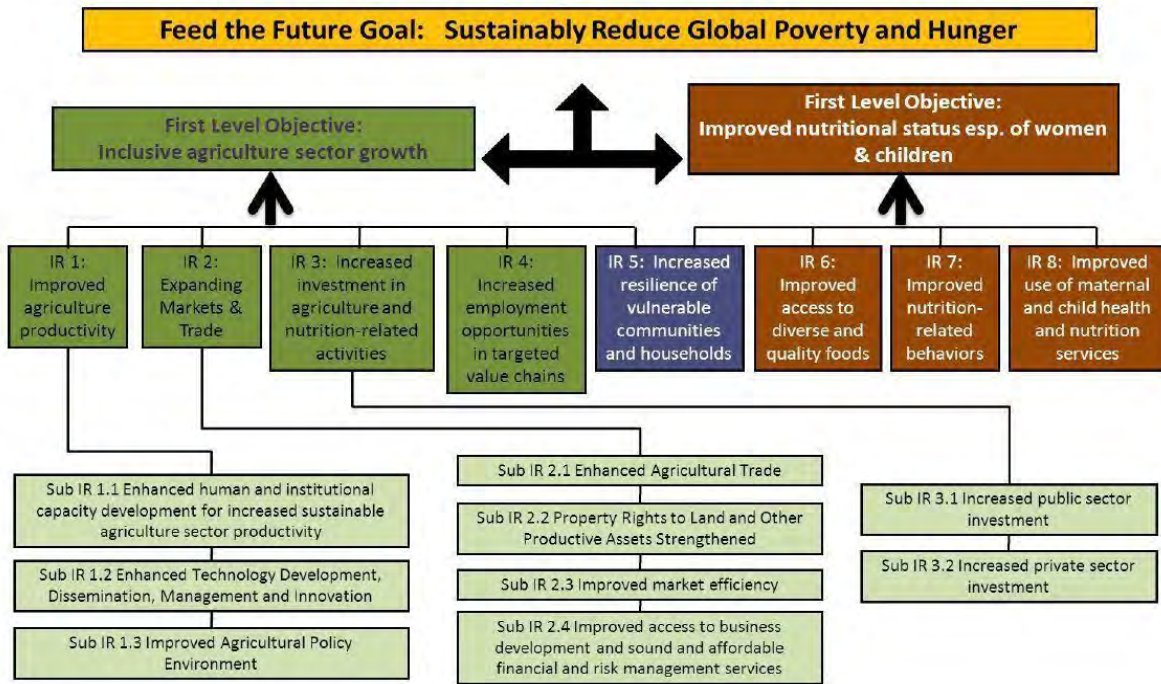 Feed the Future Goal:   Sustainably Reduce Global Poverty and Hunger
First Level Objective:
Inclusive agriculture sector growth
First Level Objective:
Improved nutritional status esp. of women
& children
IR 1:
Improved
agriculture
productivity
IR 2:
Expanding
Markets &
Trade
IR 3:  Increased
investment in
agriculture and
nutrition-related
activities
IR 4:
Increased
employment
opportunities
in targeted
value chains
IR 5:  Increased
resilience of
vulnerable
communities
and households
IR 6:
Improved
access to
diverse and
quality foods
IR 7:
Improved
nutrition-
related
behaviors
IR 8:  Improved
use of maternal
and child health
and nutrition
services
Sub IR 1.1 Enhanced human and institutional
capacity development for increased sustainable
agriculture sector productivity
Sub IR 1.2 Enhanced Technology Development,
Dissemination, Management and Innovation
Sub IR 1.3 Improved Agricultural Policy
Environment
Sub IR 2.1 Enhanced Agricultural Trade
Sub IR 2.2 Property Rights to Land and Other
Productive Assets Strengthened
Sub IR 2.3 Improved market efficiency
Sub IR 2.4 Improved access to business
development and sound and affordable
financial and risk management services
Sub IR 3.1 Increased public sector
investment
Sub IR 3.2 Increased private sector
investment